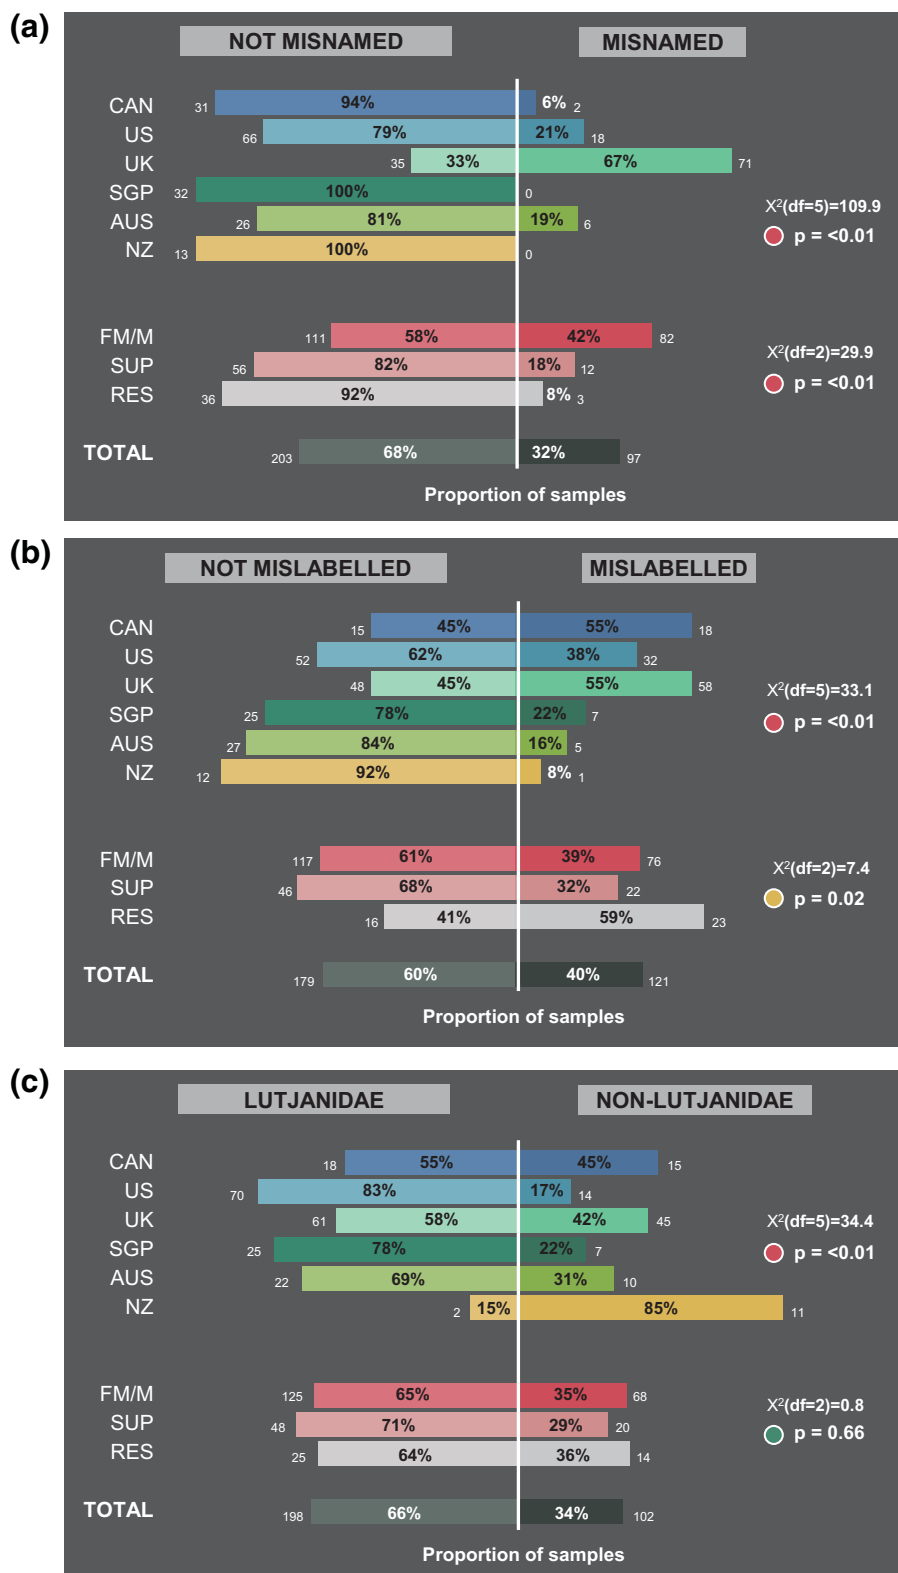 (a)
NOT MISNAMED MISNAMED
CAN 31 94% 6% 2
US 66 79% 21% 18
UK 35 33% 67% 71
SGP 32 100% 0
AUS 26 81% 19% 6
NZ 13 100% 0
X²(df=5)=109.9
p = <0.01
FM/M 111 58% 42% 82
SUP 56 82% 18% 12
RES 36 92% 8% 3
X²(df=2)=29.9
p = <0.01
TOTAL 203 68% 32% 97
Proportion of samples
(b)
NOT MISLABELLED MISLABELLED
CAN 15 45% 55% 18
US 52 62% 38% 32
UK 48 45% 55% 58
SGP 25 78% 22% 7
AUS 27 84% 16% 5
NZ 12 92% 8% 1
X²(df=5)=33.1
p = <0.01
FM/M 117 61% 39% 76
SUP 46 68% 32% 22
RES 16 41% 59% 23
X²(df=2)=7.4
p = 0.02
TOTAL 179 60% 40% 121
Proportion of samples
(c)
LUTJANIDAE NON-LUTJANIDAE
CAN 18 55% 45% 15
US 70 83% 17% 14
UK 61 58% 42% 45
SGP 25 78% 22% 7
AUS 22 69% 31% 10
NZ 2 15% 85% 11
X²(df=5)=34.4
p = <0.01
FM/M 125 65% 35% 68
SUP 48 71% 29% 20
RES 25 64% 36% 14
X²(df=2)=0.8
p = 0.66
TOTAL 198 66% 34% 102
Proportion of samples